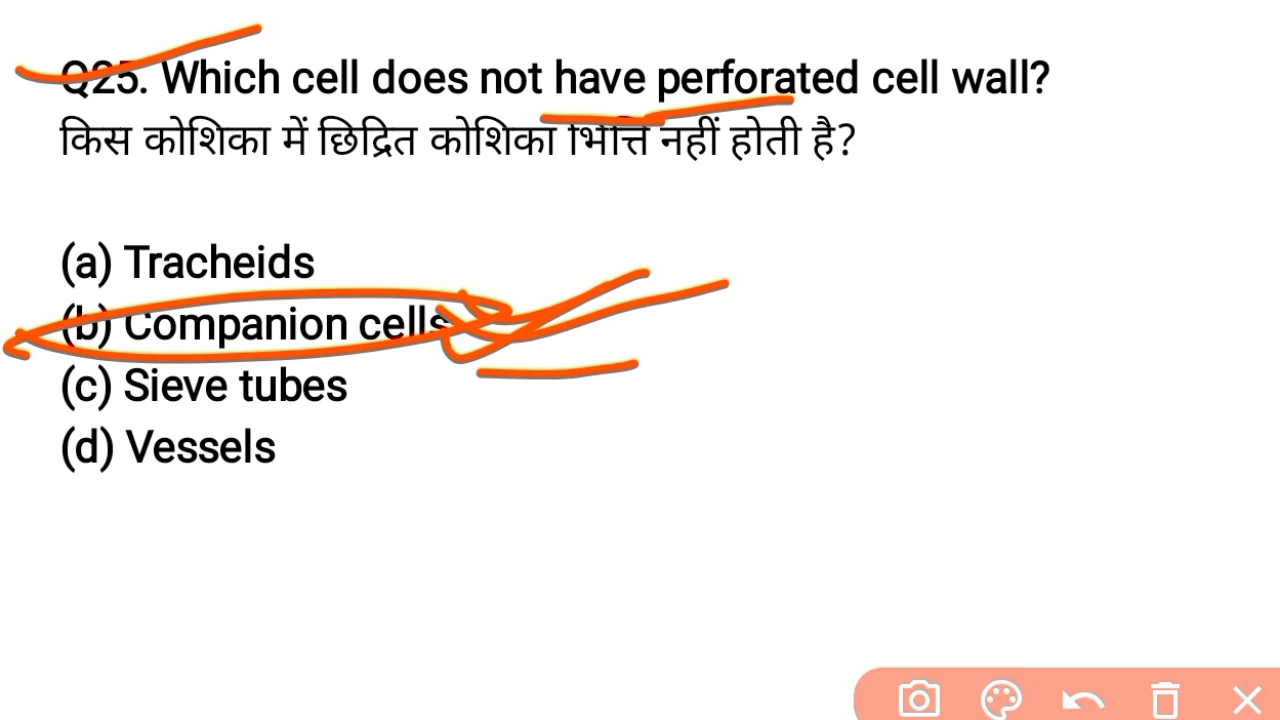 Q25. Which cell does not have perforated cell wall?
किस कोशिका में छिद्रित कोशिका भित्ति नहीं होती है?
(a) Tracheids
(b) Companion cells
(c) Sieve tubes
(d) Vessels